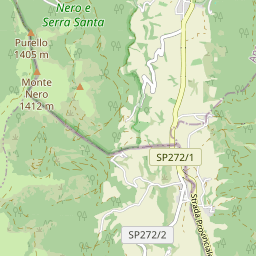 Nero e
Serra Santa
Purello
1405 m
Monte
Nero
1412 m
SP272/1
Strada Provinciale
SP272/2